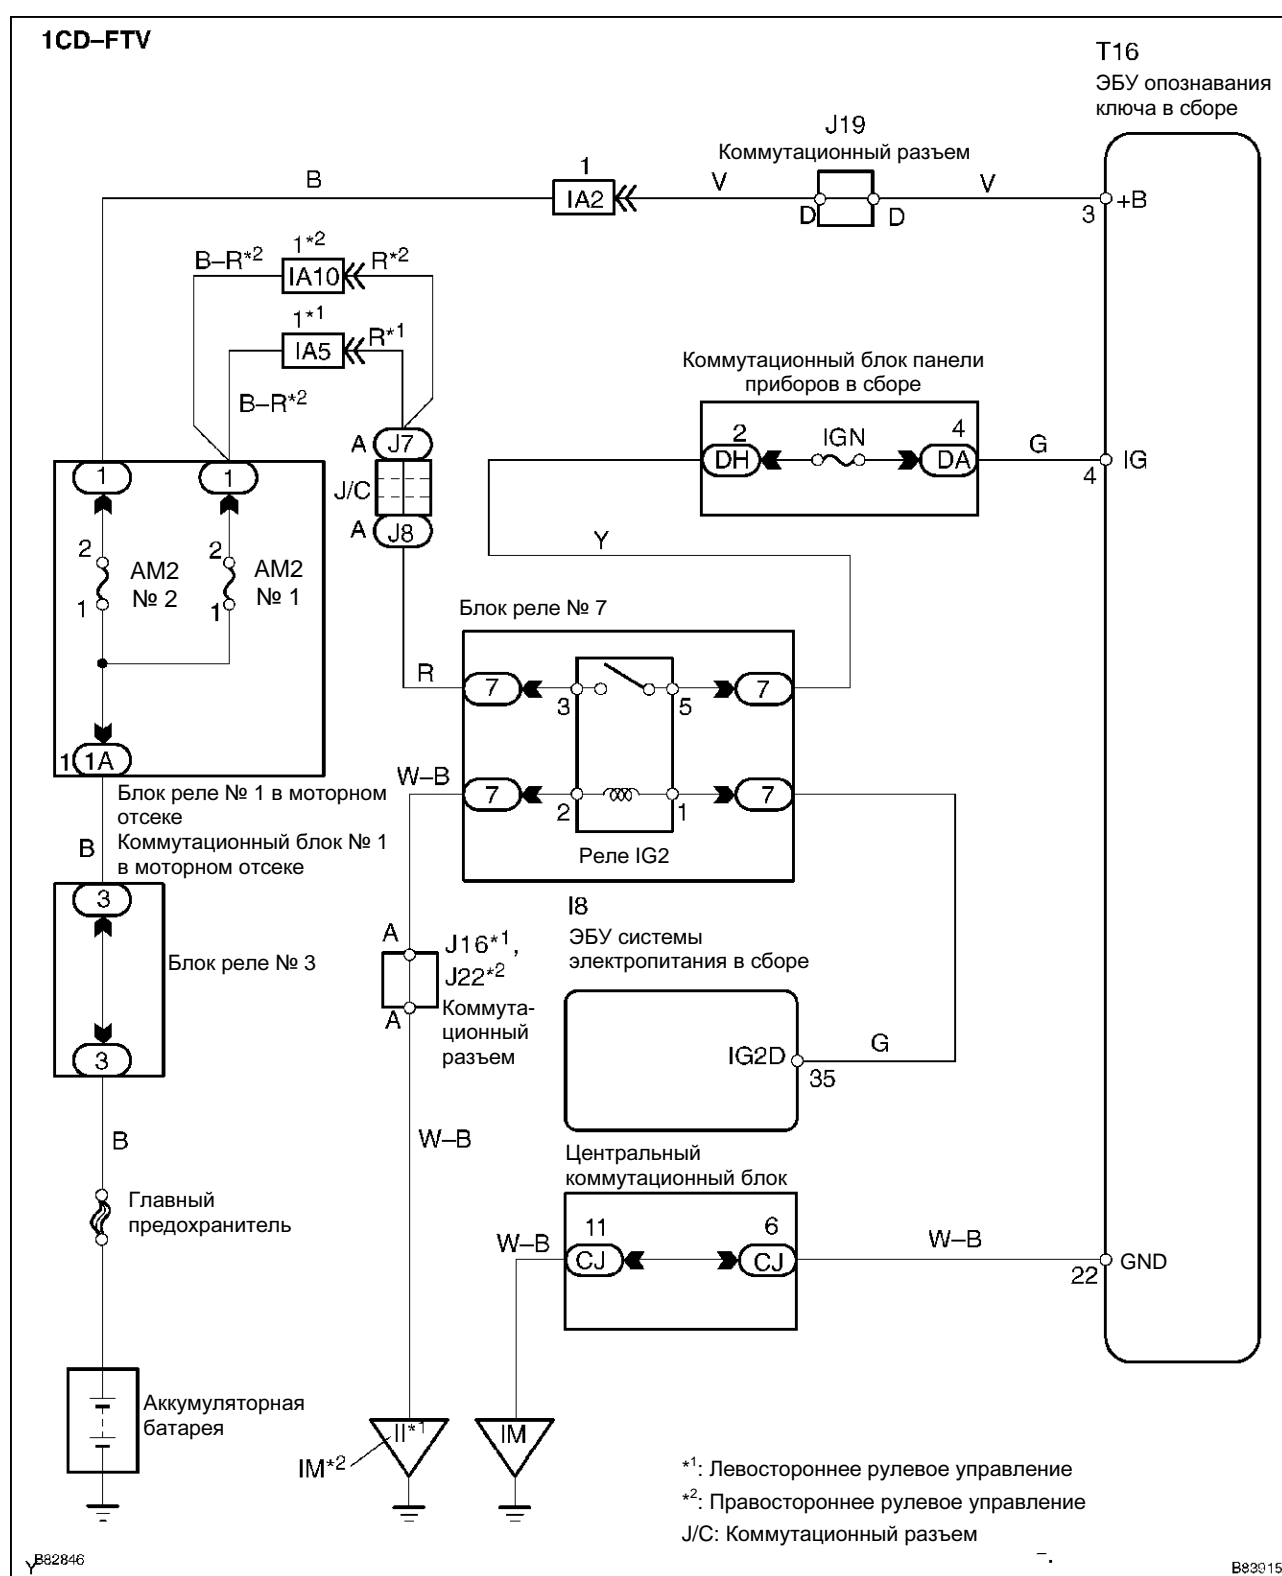 1CD–FTV
T16
ЭБУ опознавания
ключа в сборе
J19
Коммутационный разъем
B
1
IA2
V
V
D
D
3
+B
1*2
B–R*2
IA10
R*2
1*1
IA5
R*1
B–R*2
Коммутационный блок панели
приборов в сборе
2
IGN
4
DH
DA
G
4
IG
A
J7
J/C
A
J8
1
1
2
AM2
№ 2
1
2
AM2
№ 1
1
Y
Блок реле № 7
R
7
3
5
7
W–B
7
2
1
7
Реле IG2
1
1A
Блок реле № 1 в моторном
отсеке
Коммутационный блок № 1
в моторном отсеке
B
3
Блок реле № 3
3
A
J16*1,
J22*2
A
Коммута-
ционный
разъем
I8
ЭБУ системы
электропитания в сборе
IG2D
G
35
B
W–B
Главный
предохранитель
Центральный
коммутационный блок
W–B
11
CJ
6
CJ
W–B
22
GND
Аккумуляторная
батарея
II*1
IM*2
IM
*1: Левостороннее рулевое управление
*2: Правостороннее рулевое управление
J/C: Коммутационный разъем
Y
B82846
B83915